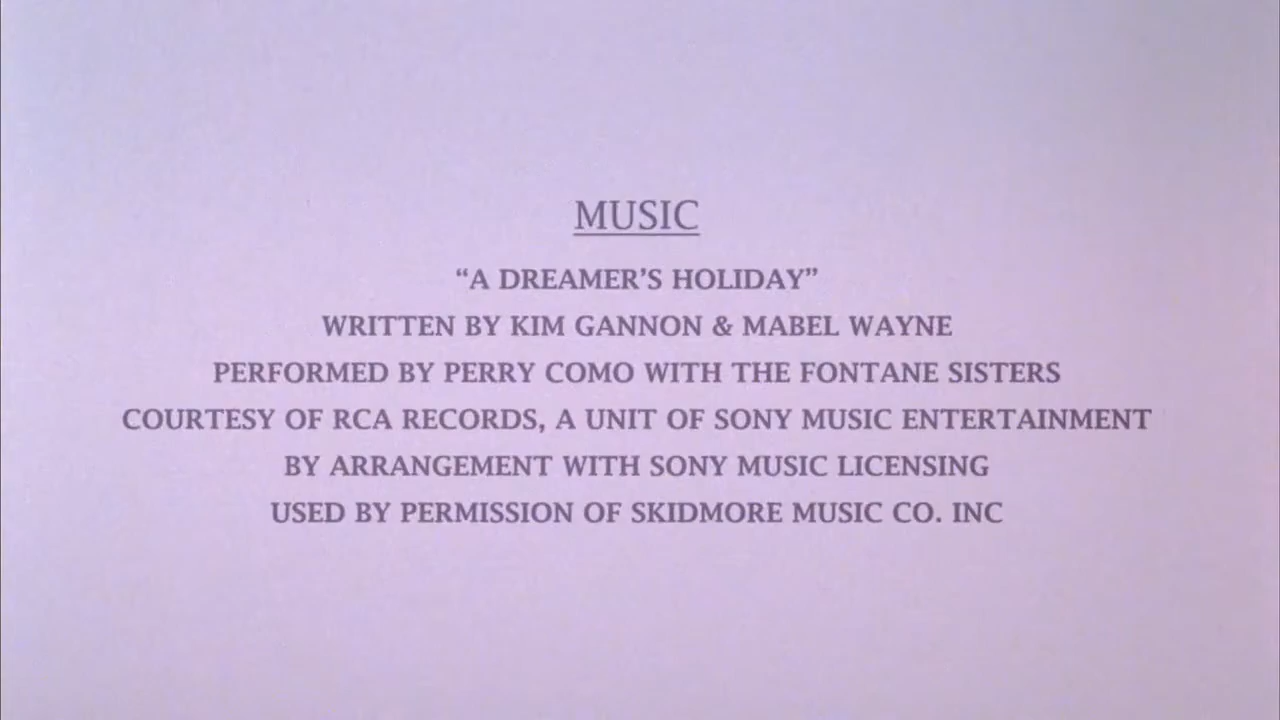 MUSIC
“A DREAMER’S HOLIDAY”
WRITTEN BY KIM GANNON & MABEL WAYNE
PERFORMED BY PERRY COMO WITH THE FONTANE SISTERS
COURTESY OF RCA RECORDS, A UNIT OF SONY MUSIC ENTERTAINMENT
BY ARRANGEMENT WITH SONY MUSIC LICENSING
USED BY PERMISSION OF SKIDMORE MUSIC CO. INC